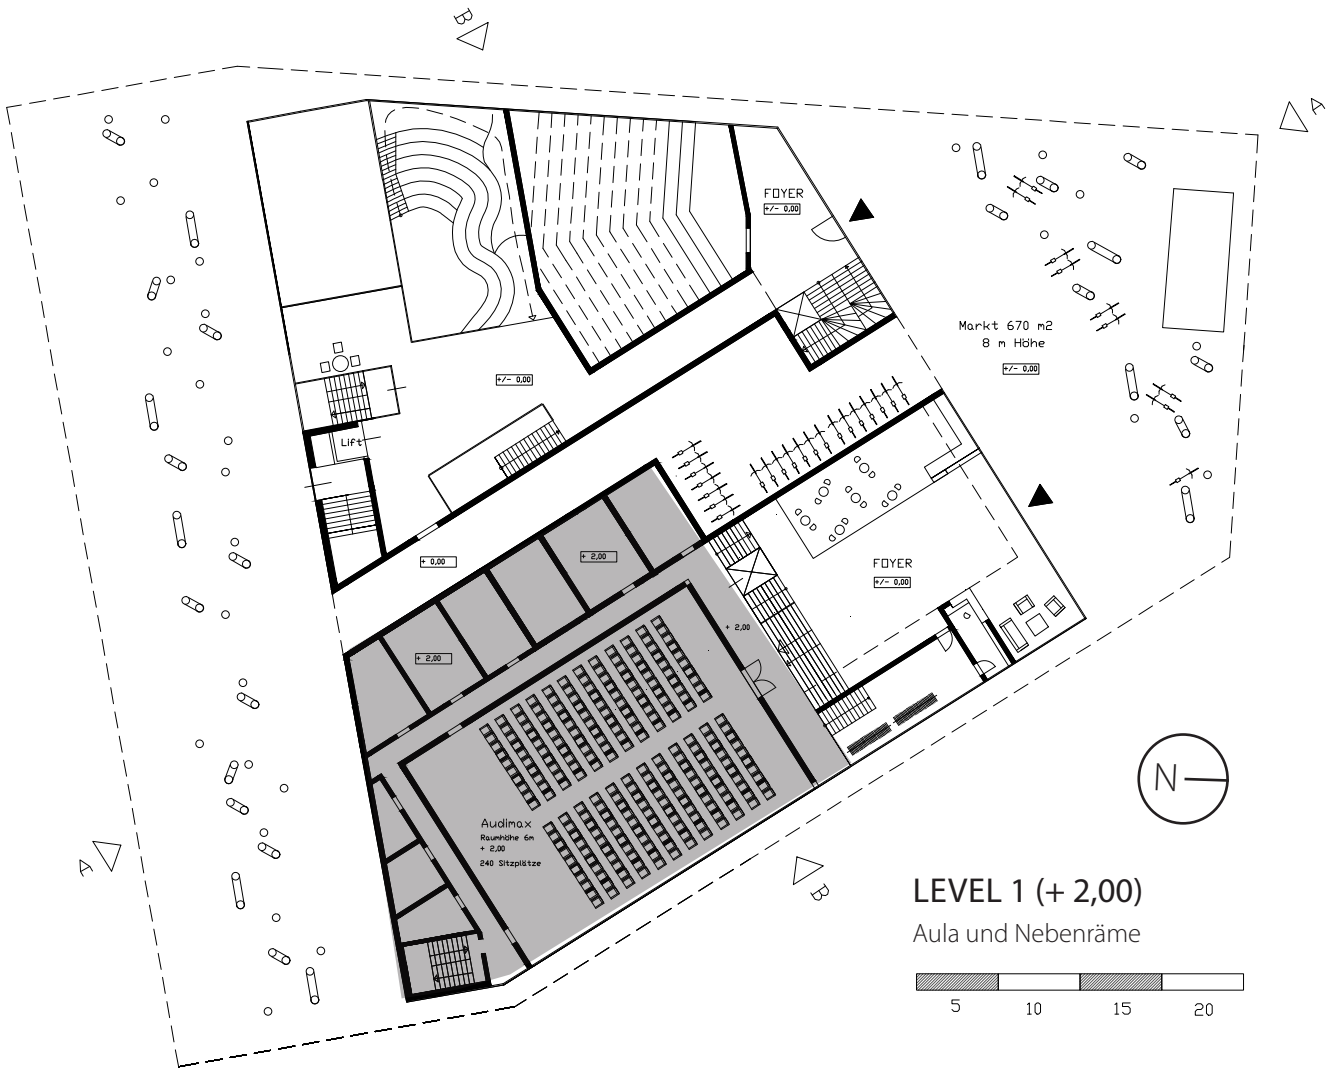 B
A
FOYER
+/- 0,00
Markt 670 m2
8 m Höhe
+/- 0,00
+/- 0,00
Lift
+ 0,00
+ 2,00
FOYER
+/- 0,00
+ 2,00
+ 2,00
N
Audimax
Raumhöhe 6m
+ 2,00
240 Sitzplätze
A
B
LEVEL 1 (+ 2,00)
Aula und Nebenräme
5 10 15 20